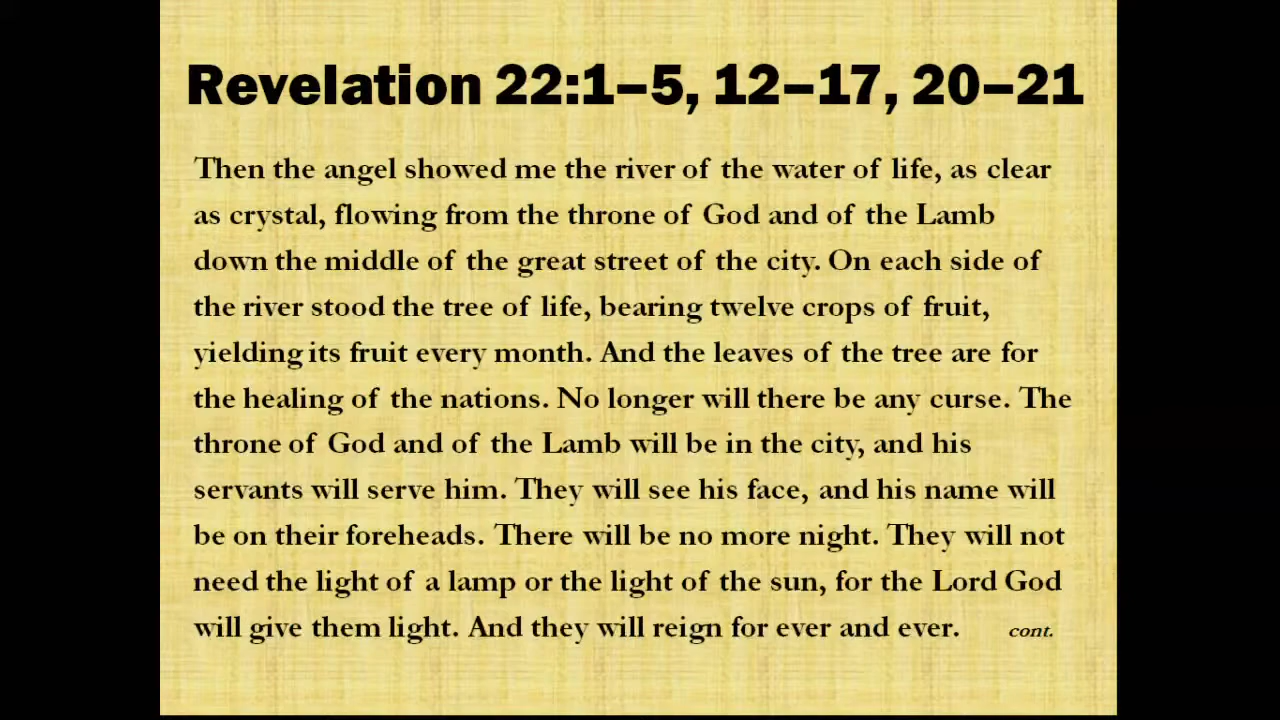 Revelation 22:1–5, 12–17, 20–21
Then the angel showed me the river of the water of life, as clear
as crystal, flowing from the throne of God and of the Lamb
down the middle of the great street of the city. On each side of
the river stood the tree of life, bearing twelve crops of fruit,
yielding its fruit every month. And the leaves of the tree are for
the healing of the nations. No longer will there be any curse. The
throne of God and of the Lamb will be in the city, and his
servants will serve him. They will see his face, and his name will
be on their foreheads. There will be no more night. They will not
need the light of a lamp or the light of the sun, for the Lord God
will give them light. And they will reign for ever and ever. cont.